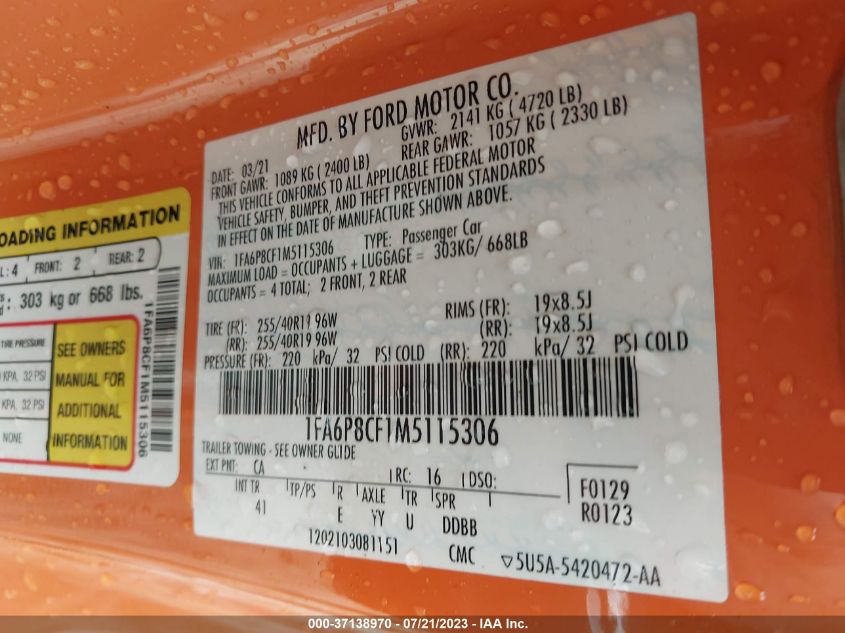 MFD. BY FORD MOTOR CO.
DATE: 03/21 GVWR: 2141 KG ( 4720 LB)
FRONT GAWR: 1089 KG ( 2400 LB) REAR GAWR: 1057 KG ( 2330 LB)
THIS VEHICLE CONFORMS TO ALL APPLICABLE FEDERAL MOTOR
VEHICLE SAFETY, BUMPER, AND THEFT PREVENTION STANDARDS
IN EFFECT ON THE DATE OF MANUFACTURE SHOWN ABOVE.
VIN: 1FA6P8CF1M5115306 TYPE: Passenger Car
MAXIMUM LOAD = OCCUPANTS + LUGGAGE = 303KG/ 668LB
OCCUPANTS = 4 TOTAL; 2 FRONT, 2 REAR
TIRE (FR): 255/40R19 96W RIMS (FR): 19x8.5J
(RR): 255/40R19 96W (RR): 19x8.5J
PRESSURE (FR): 220 kPa/ 32 PSI COLD (RR): 220 kPa/ 32 PSI COLD
1FA6P8CF1M5115306
TRAILER TOWING - SEE OWNER GUIDE
EXT PNT: CA RC: 16 DSO:
INT TR TP/PS R AXLE TR SPR
41 E YY U DDBB
F0129
R0123
1202103081151 CMC ▽5U5A-5420472-AA
OADING INFORMATION
L: 4 FRONT: 2 REAR: 2
: 303 kg or 668 lbs.
TIRE PRESSURE
KPA, 32 PSI
KPA, 32 PSI
NONE
SEE OWNERS
MANUAL FOR
ADDITIONAL
INFORMATION
1FA6P8CF1M5115306
000-37138970 - 07/21/2023 - IAA Inc.